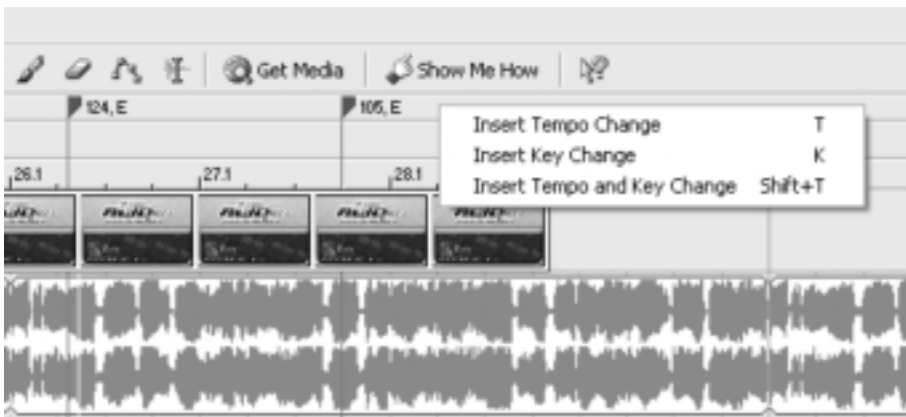 Get Media Show Me How
124, E 105, E
Insert Tempo Change T
Insert Key Change K
Insert Tempo and Key Change Shift+T
26.1 27.1 28.1